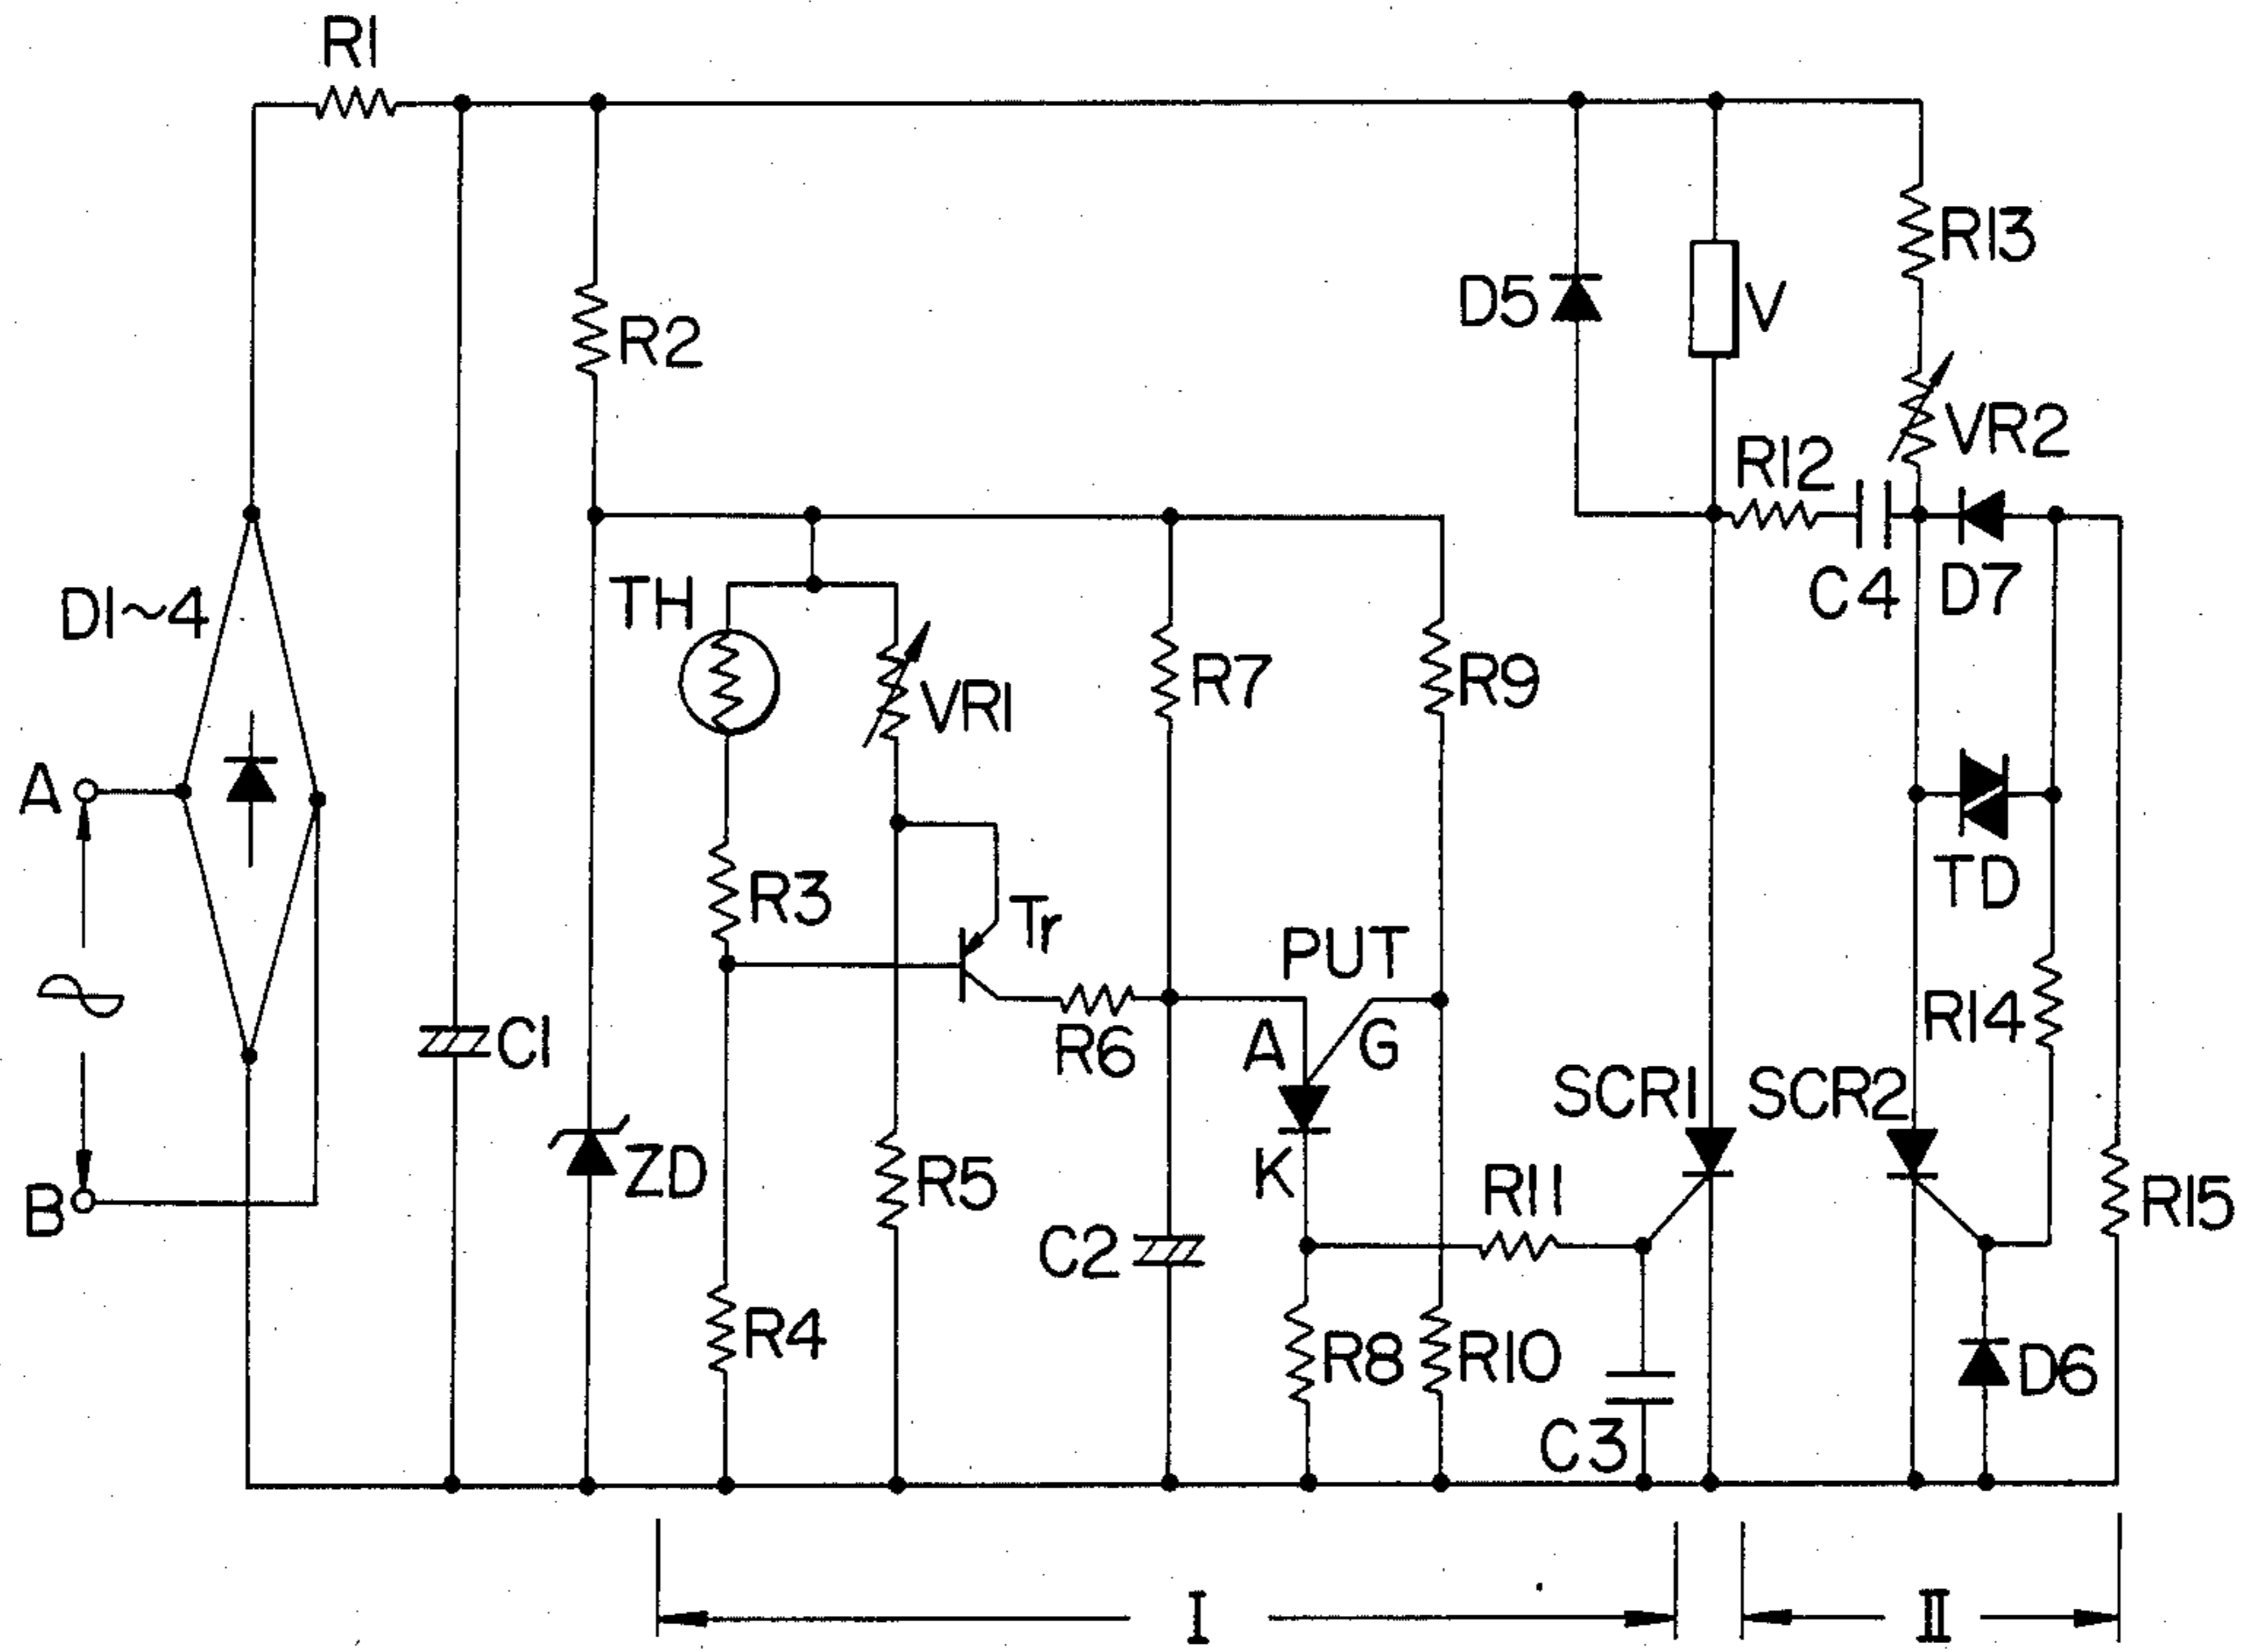 R1
R2
D5
V
R13
VR2
R12
C4
D7
D1~4
TH
VR1
R7
R9
A
TD
R3
Tr
PUT
R14
C1
R6
A
G
SCR1
SCR2
B
ZD
R5
K
R11
R15
C2
R4
R8
R10
D6
C3
I
II